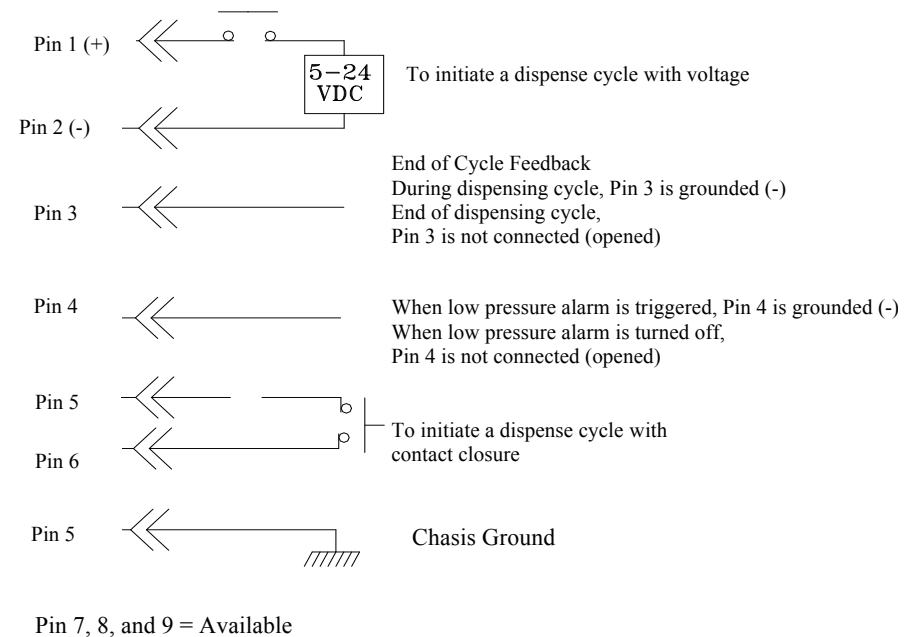 Pin 1 (+)
5-24
VDC
To initiate a dispense cycle with voltage
Pin 2 (-)
End of Cycle Feedback
During dispensing cycle, Pin 3 is grounded (-)
Pin 3
End of dispensing cycle,
Pin 3 is not connected (opened)
Pin 4
When low pressure alarm is triggered, Pin 4 is grounded (-)
When low pressure alarm is turned off,
Pin 4 is not connected (opened)
Pin 5
To initiate a dispense cycle with
contact closure
Pin 6
Pin 5
Chasis Ground
Pin 7, 8, and 9 = Available